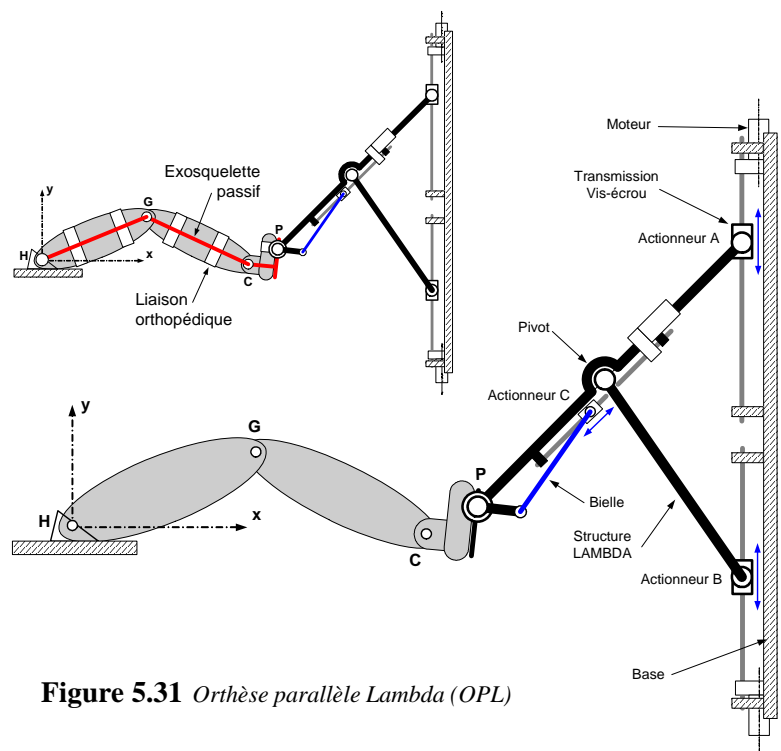 y
Exosquelette
passif
G
P
H
x
C
Liaison
orthopédique
Moteur
Transmission
Vis-écrou
Actionneur A
Pivot
Actionneur C
y
G
P
H
x
C
Bielle
Structure
LAMBDA
Actionneur B
Base
Figure 5.31 Orthèse parallèle Lambda (OPL)